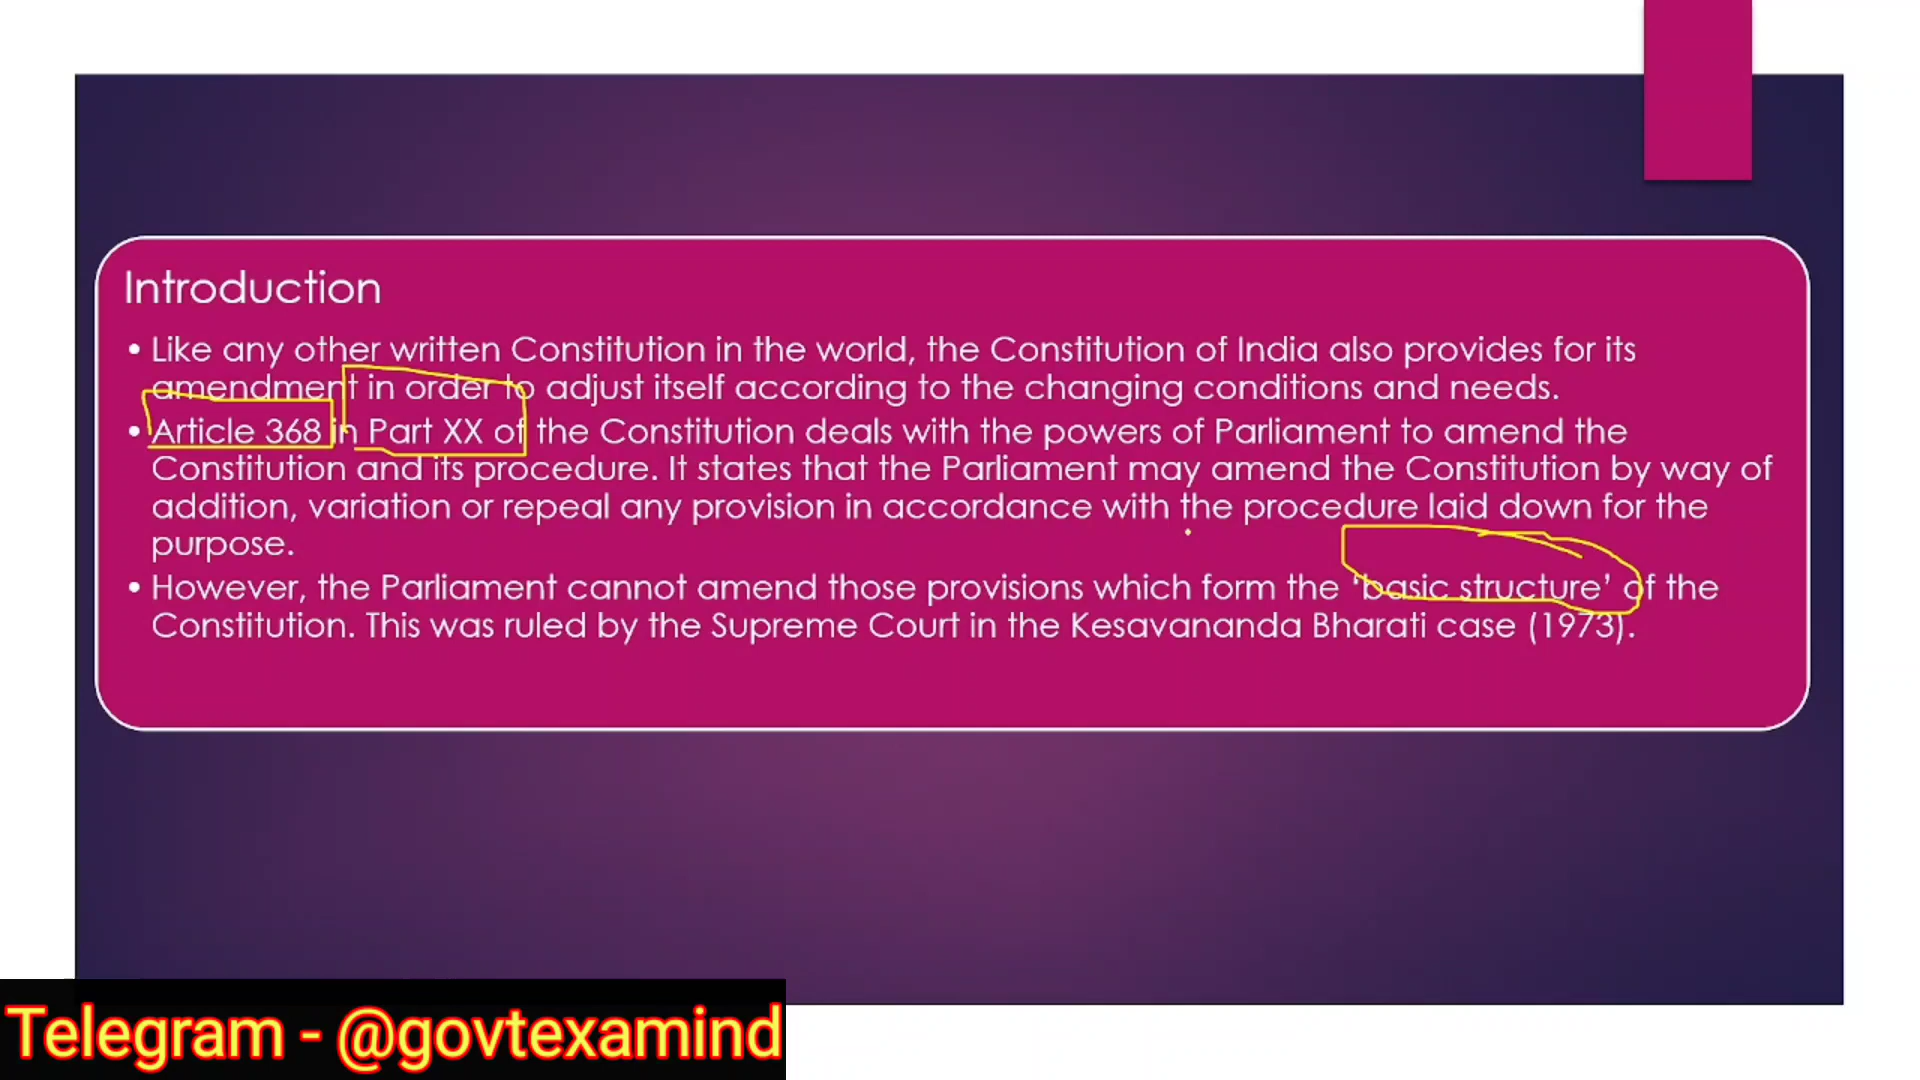 Introduction
• Like any other written Constitution in the world, the Constitution of India also provides for its
amendment in order to adjust itself according to the changing conditions and needs.
• Article 368 in Part XX of the Constitution deals with the powers of Parliament to amend the
Constitution and its procedure. It states that the Parliament may amend the Constitution by way of
addition, variation or repeal any provision in accordance with the procedure laid down for the
purpose.
• However, the Parliament cannot amend those provisions which form the ‘basic structure’ of the
Constitution. This was ruled by the Supreme Court in the Kesavananda Bharati case (1973).
Telegram - @govtexamind